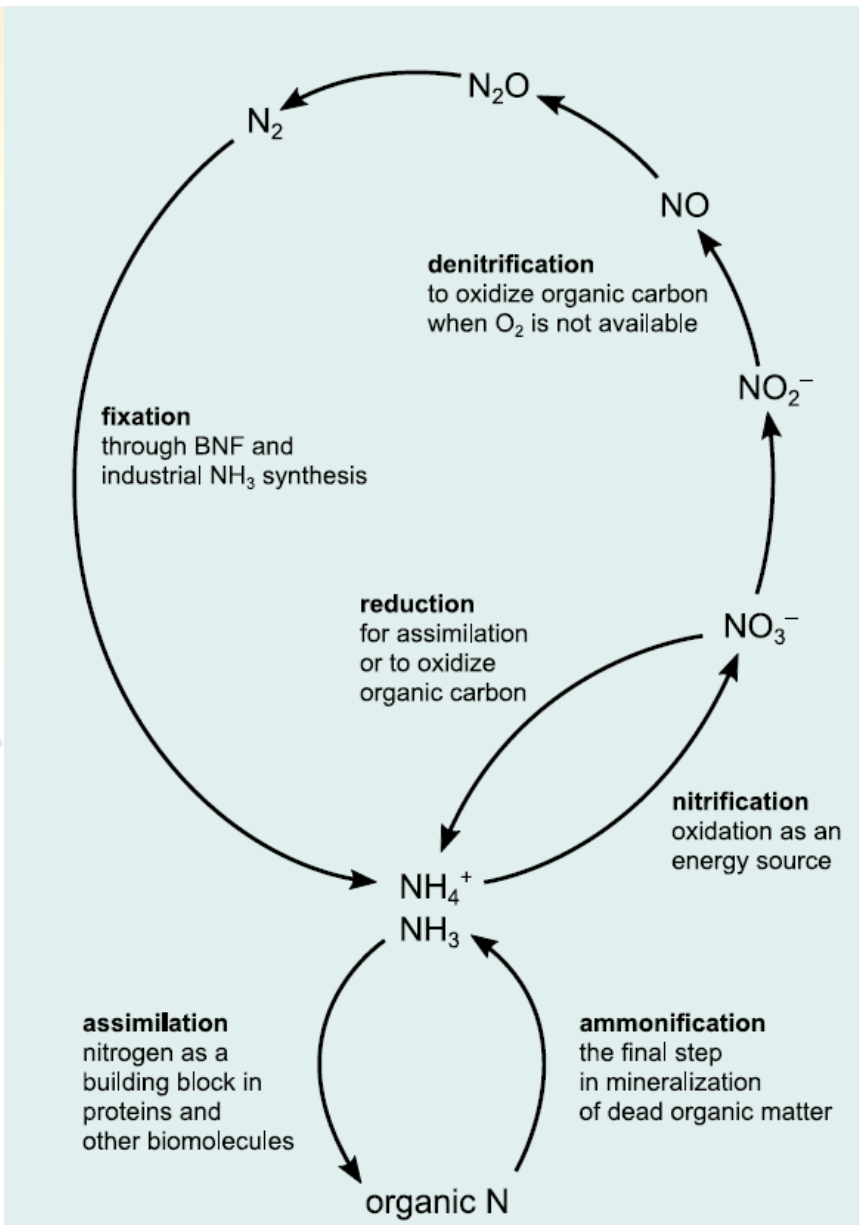 N₂O
N₂
NO
denitrification
to oxidize organic carbon
when O₂ is not available
NO₂⁻
fixation
through BNF and
industrial NH₃ synthesis
reduction
for assimilation
or to oxidize
organic carbon
NO₃⁻
nitrification
oxidation as an
energy source
NH₄⁺
NH₃
assimilation
nitrogen as a
building block in
proteins and
other biomolecules
ammonification
the final step
in mineralization
of dead organic matter
organic N